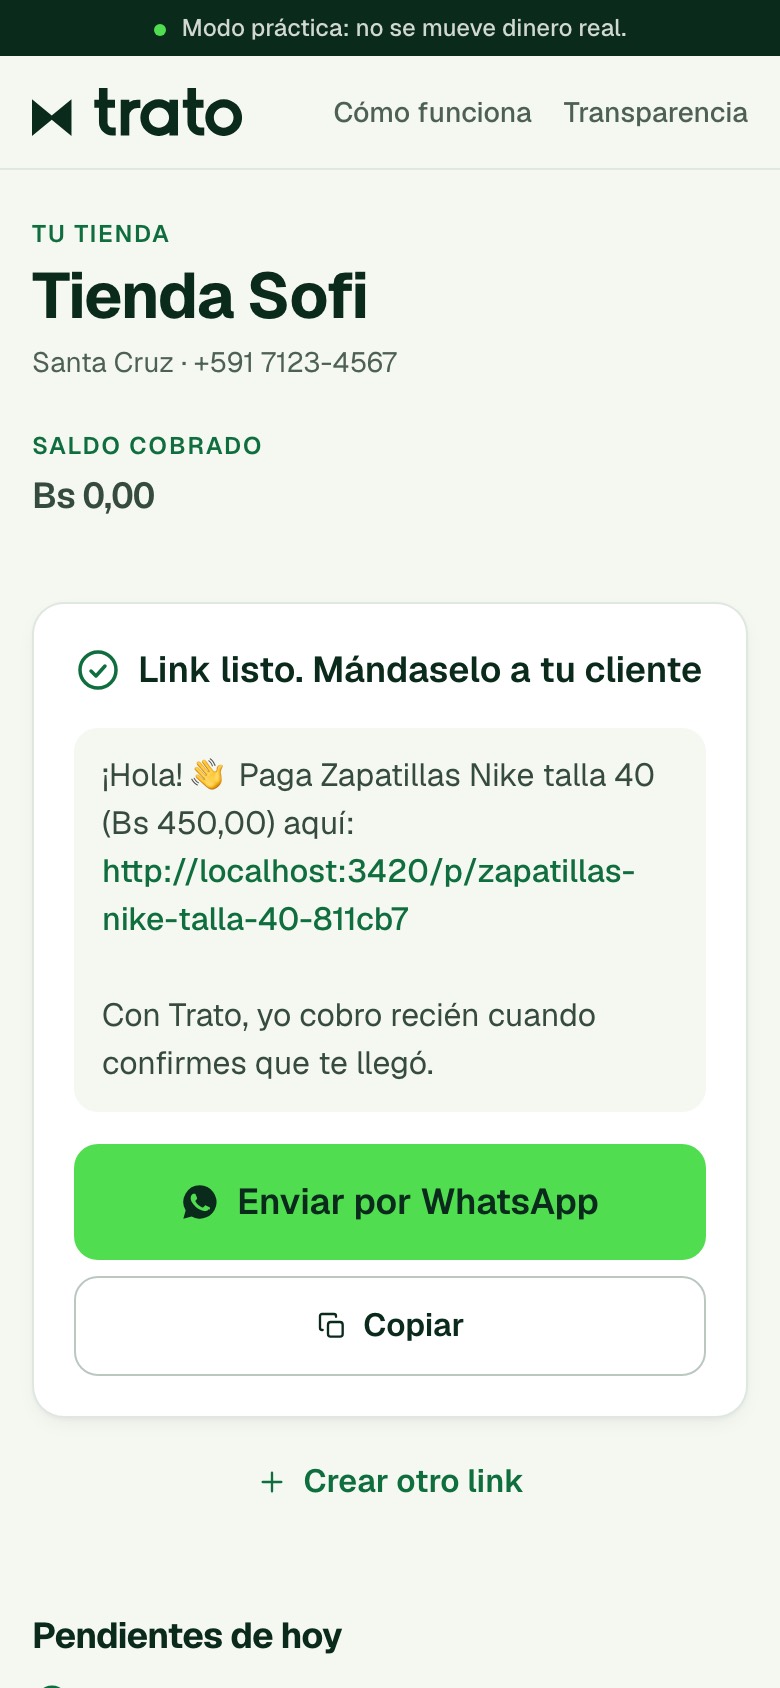 Modo práctica: no se mueve dinero real.
trato
Cómo funciona Transparencia
TU TIENDA
Tienda Sofi
Santa Cruz · +591 7123-4567
SALDO COBRADO
Bs 0,00
Link listo. Mándaselo a tu cliente
¡Hola! 👋 Paga Zapatillas Nike talla 40
(Bs 450,00) aquí:
http://localhost:3420/p/zapatillas-
nike-talla-40-811cb7
Con Trato, yo cobro recién cuando
confirmes que te llegó.
Enviar por WhatsApp
Copiar
+ Crear otro link
Pendientes de hoy